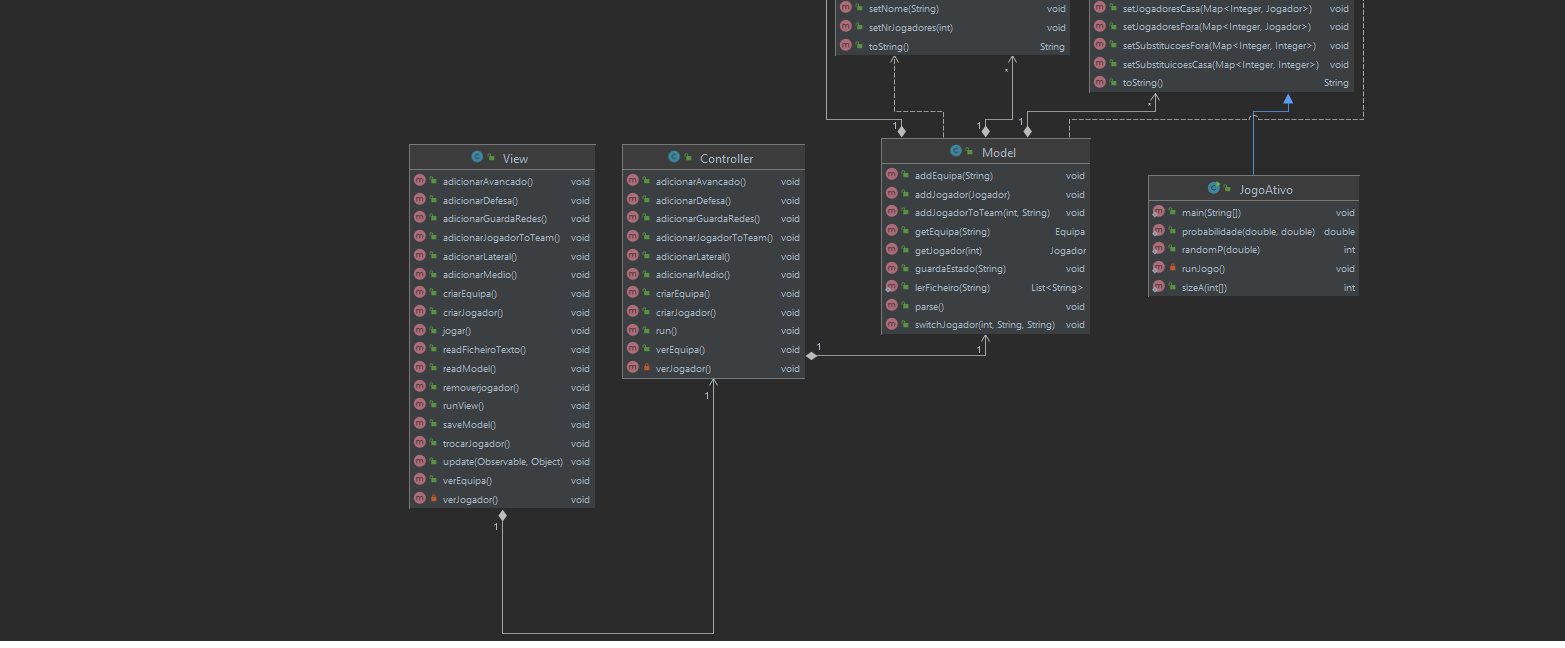 setNome(String) void
setNrJogadores(int) void
toString() String
setJogadoresCasa(Map<Integer, Jogador>) void
setJogadoresFora(Map<Integer, Jogador>) void
setSubstitucoesFora(Map<Integer, Integer>) void
setSubstituicoesCasa(Map<Integer, Integer>) void
toString() String
*
*
1
1
1
View
adicionarAvancado() void
adicionarDefesa() void
adicionarGuardaRedes() void
adicionarJogadorToTeam() void
adicionarLateral() void
adicionarMedio() void
criarEquipa() void
criarJogador() void
jogar() void
readFicheiroTexto() void
readModel() void
removerjogador() void
runView() void
saveModel() void
trocarJogador() void
update(Observable, Object) void
verEquipa() void
verJogador() void
1
Controller
adicionarAvancado() void
adicionarDefesa() void
adicionarGuardaRedes() void
adicionarJogadorToTeam() void
adicionarLateral() void
adicionarMedio() void
criarEquipa() void
criarJogador() void
run() void
verEquipa() void
verJogador() void
1
1
1
Model
addEquipa(String) void
addJogador(Jogador) void
addJogadorToTeam(int, String) void
getEquipa(String) Equipa
getJogador(int) Jogador
guardaEstado(String) void
lerFicheiro(String) List<String>
parse() void
switchJogador(int, String, String) void
JogoAtivo
main(String[]) void
probabilidade(double, double) double
randomP(double) int
runJogo() void
sizeA(int[]) int